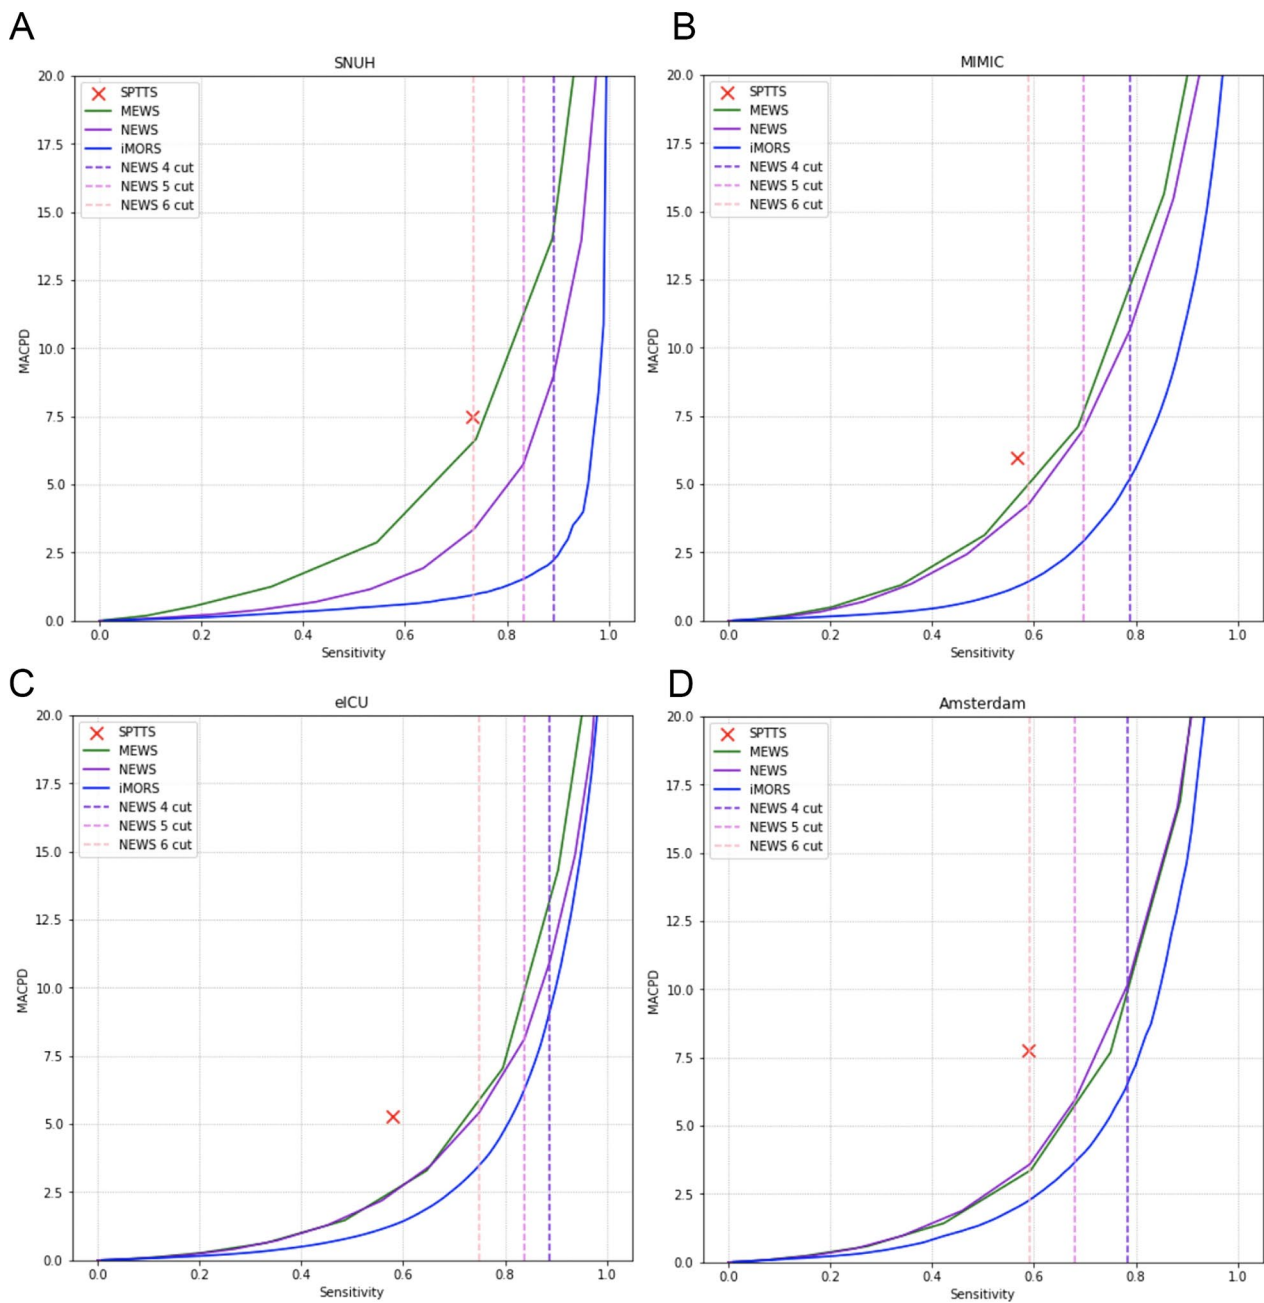 A
SNUH
20.0
17.5
15.0
12.5
10.0
7.5
5.0
2.5
0.0
MACPD
SPTTS
MEWS
NEWS
iMORS
NEWS 4 cut
NEWS 5 cut
NEWS 6 cut
0.0 0.2 0.4 0.6 0.8 1.0
Sensitivity
B
MIMIC
20.0
17.5
15.0
12.5
10.0
7.5
5.0
2.5
0.0
MACPD
SPTTS
MEWS
NEWS
iMORS
NEWS 4 cut
NEWS 5 cut
NEWS 6 cut
0.0 0.2 0.4 0.6 0.8 1.0
Sensitivity
C
eICU
20.0
17.5
15.0
12.5
10.0
7.5
5.0
2.5
0.0
MACPD
SPTTS
MEWS
NEWS
iMORS
NEWS 4 cut
NEWS 5 cut
NEWS 6 cut
0.0 0.2 0.4 0.6 0.8 1.0
Sensitivity
D
Amsterdam
20.0
17.5
15.0
12.5
10.0
7.5
5.0
2.5
0.0
MACPD
SPTTS
MEWS
NEWS
iMORS
NEWS 4 cut
NEWS 5 cut
NEWS 6 cut
0.0 0.2 0.4 0.6 0.8 1.0
Sensitivity